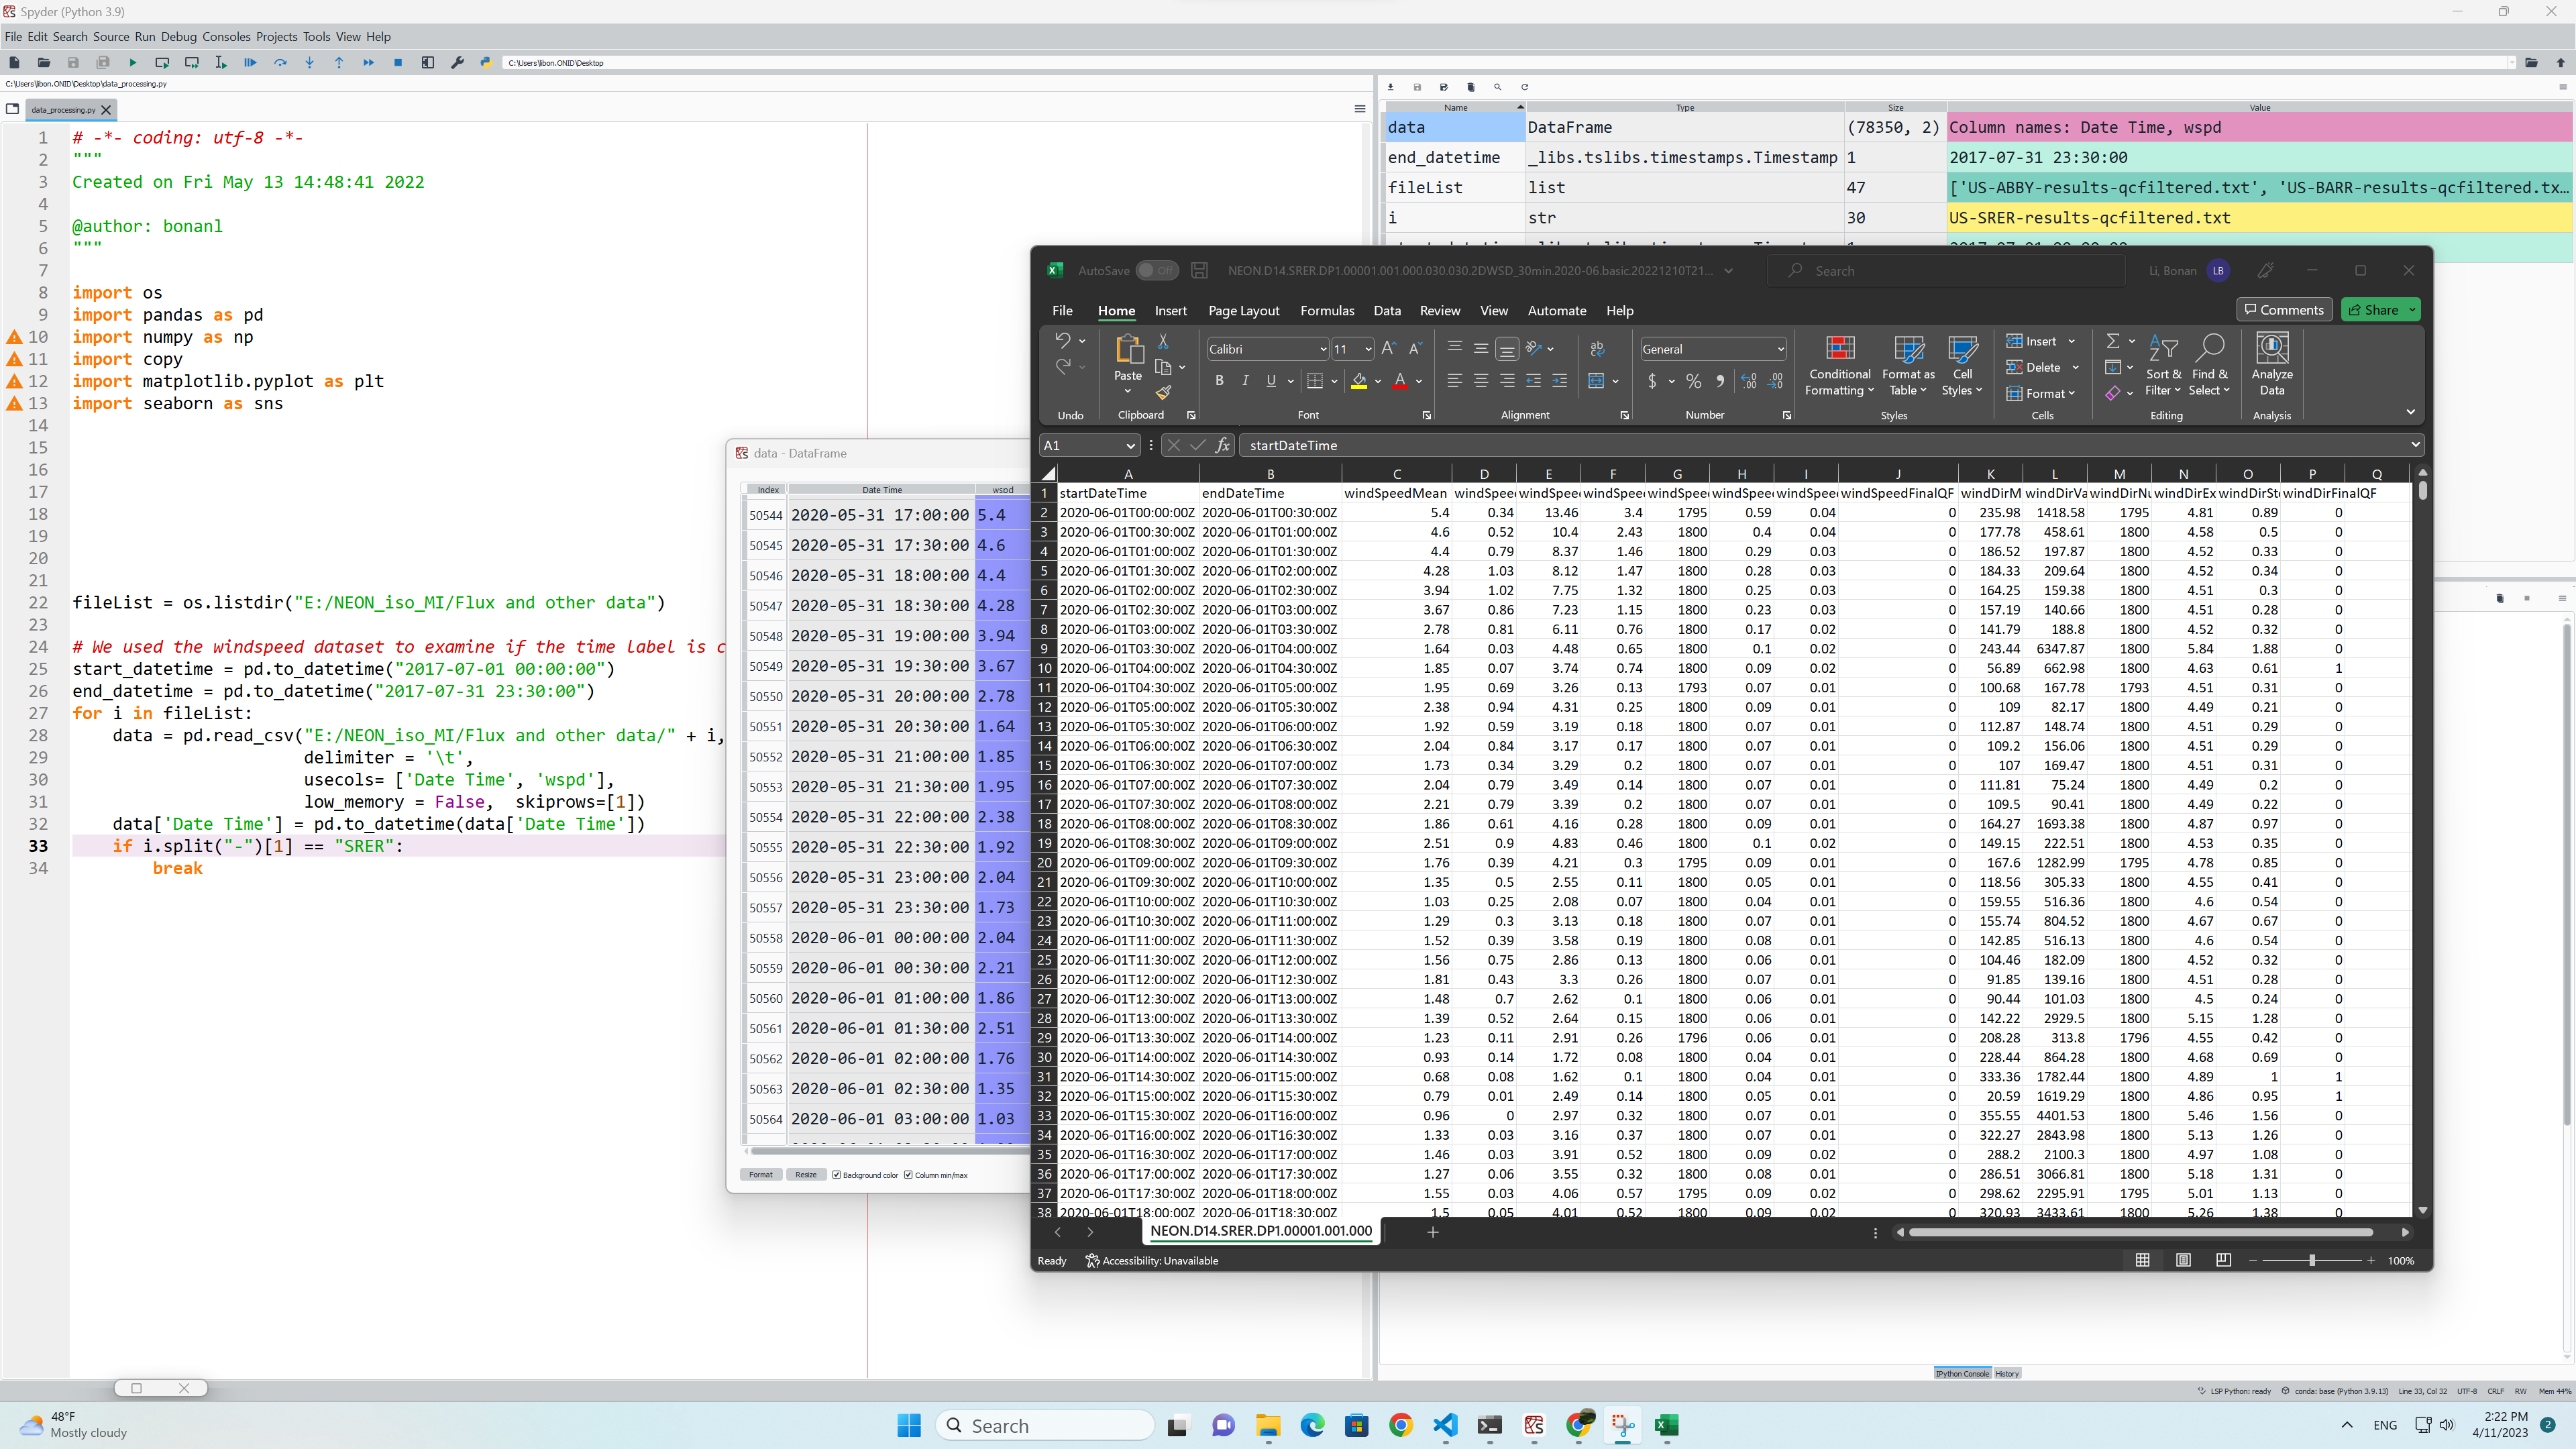 Spyder (Python 3.9)
File Edit Search Source Run Debug Consoles Projects Tools View Help
C:\Users\libon.ONID\Desktop
C:\Users\libon.ONID\Desktop\data_processing.py
data_processing.py
1 # -*- coding: utf-8 -*-
2 """
3 Created on Fri May 13 14:48:41 2022
4
5 @author: bonanl
6 """
7
8 import os
9 import pandas as pd
10 import numpy as np
11 import copy
12 import matplotlib.pyplot as plt
13 import seaborn as sns
14
15
16
17
18
19
20
21
22 fileList = os.listdir("E:/NEON_iso_MI/Flux and other data")
23
24 # We used the windspeed dataset to examine if the time label is c
25 start_datetime = pd.to_datetime("2017-07-01 00:00:00")
26 end_datetime = pd.to_datetime("2017-07-31 23:30:00")
27 for i in fileList:
28 data = pd.read_csv("E:/NEON_iso_MI/Flux and other data/" + i,
29 delimiter = '\t',
30 usecols= ['Date Time', 'wspd'],
31 low_memory = False, skiprows=[1])
32 data['Date Time'] = pd.to_datetime(data['Date Time'])
33 if i.split("-")[1] == "SRER":
34 break
Name Type Size Value
data DataFrame (78350, 2) Column names: Date Time, wspd
end_datetime _libs.tslibs.timestamps.Timestamp 1 2017-07-31 23:30:00
fileList list 47 ['US-ABBY-results-qcfiltered.txt', 'US-BARR-results-qcfiltered.tx...
i str 30 US-SRER-results-qcfiltered.txt
data - DataFrame
Index Date Time wspd
50544 2020-05-31 17:00:00 5.4
50545 2020-05-31 17:30:00 4.6
50546 2020-05-31 18:00:00 4.4
50547 2020-05-31 18:30:00 4.28
50548 2020-05-31 19:00:00 3.94
50549 2020-05-31 19:30:00 3.67
50550 2020-05-31 20:00:00 2.78
50551 2020-05-31 20:30:00 1.64
50552 2020-05-31 21:00:00 1.85
50553 2020-05-31 21:30:00 1.95
50554 2020-05-31 22:00:00 2.38
50555 2020-05-31 22:30:00 1.92
50556 2020-05-31 23:00:00 2.04
50557 2020-05-31 23:30:00 1.73
50558 2020-06-01 00:00:00 2.04
50559 2020-06-01 00:30:00 2.21
50560 2020-06-01 01:00:00 1.86
50561 2020-06-01 01:30:00 2.51
50562 2020-06-01 02:00:00 1.76
50563 2020-06-01 02:30:00 1.35
50564 2020-06-01 03:00:00 1.03
Format Resize Background color Column min/max
AutoSave Off NEON.D14.SRER.DP1.00001.001.000.030.030.2DWSD_30min.2020-06.basic.20221210T21... Search Li, Bonan LB
File Home Insert Page Layout Formulas Data Review View Automate Help Comments Share
Calibri 11 General
Paste
Conditional Formatting Format as Table Cell Styles
Insert Delete Format
Sort & Filter Find & Select Analyze Data
Undo Clipboard Font Alignment Number Styles Cells Editing Analysis
A1 fx startDateTime
A B C D E F G H I J K L M N O P Q
1 startDateTime endDateTime windSpeedMean windSpeed windSpeed windSpeed windSpeed windSpeed windSpeed windSpeedFinalQF windDirM windDirVa windDirNu windDirEx windDirSt windDirFinalQF
2 2020-06-01T00:00:00Z 2020-06-01T00:30:00Z 5.4 0.34 13.46 3.4 1795 0.59 0.04 0 235.98 1418.58 1795 4.81 0.89 0
3 2020-06-01T00:30:00Z 2020-06-01T01:00:00Z 4.6 0.52 10.4 2.43 1800 0.4 0.04 0 177.78 458.61 1800 4.58 0.5 0
4 2020-06-01T01:00:00Z 2020-06-01T01:30:00Z 4.4 0.79 8.37 1.46 1800 0.29 0.03 0 186.52 197.87 1800 4.52 0.33 0
5 2020-06-01T01:30:00Z 2020-06-01T02:00:00Z 4.28 1.03 8.12 1.47 1800 0.28 0.03 0 184.33 209.64 1800 4.52 0.34 0
6 2020-06-01T02:00:00Z 2020-06-01T02:30:00Z 3.94 1.02 7.75 1.32 1800 0.25 0.03 0 164.25 159.38 1800 4.51 0.3 0
7 2020-06-01T02:30:00Z 2020-06-01T03:00:00Z 3.67 0.86 7.23 1.15 1800 0.23 0.03 0 157.19 140.66 1800 4.51 0.28 0
8 2020-06-01T03:00:00Z 2020-06-01T03:30:00Z 2.78 0.81 6.11 0.76 1800 0.17 0.02 0 141.79 188.8 1800 4.52 0.32 0
9 2020-06-01T03:30:00Z 2020-06-01T04:00:00Z 1.64 0.03 4.48 0.65 1800 0.1 0.02 0 243.44 6347.87 1800 5.84 1.88 0
10 2020-06-01T04:00:00Z 2020-06-01T04:30:00Z 1.85 0.07 3.74 0.74 1800 0.09 0.02 0 56.89 662.98 1800 4.63 0.61 1
11 2020-06-01T04:30:00Z 2020-06-01T05:00:00Z 1.95 0.69 3.26 0.13 1793 0.07 0.01 0 100.68 167.78 1793 4.51 0.31 0
12 2020-06-01T05:00:00Z 2020-06-01T05:30:00Z 2.38 0.94 4.31 0.25 1800 0.09 0.01 0 109 82.17 1800 4.49 0.21 0
13 2020-06-01T05:30:00Z 2020-06-01T06:00:00Z 1.92 0.59 3.19 0.18 1800 0.07 0.01 0 112.87 148.74 1800 4.51 0.29 0
14 2020-06-01T06:00:00Z 2020-06-01T06:30:00Z 2.04 0.84 3.17 0.17 1800 0.07 0.01 0 109.2 156.06 1800 4.51 0.29 0
15 2020-06-01T06:30:00Z 2020-06-01T07:00:00Z 1.73 0.34 3.29 0.2 1800 0.07 0.01 0 107 169.47 1800 4.51 0.31 0
16 2020-06-01T07:00:00Z 2020-06-01T07:30:00Z 2.04 0.79 3.49 0.14 1800 0.07 0.01 0 111.81 75.24 1800 4.49 0.2 0
17 2020-06-01T07:30:00Z 2020-06-01T08:00:00Z 2.21 0.79 3.39 0.2 1800 0.07 0.01 0 109.5 90.41 1800 4.49 0.22 0
18 2020-06-01T08:00:00Z 2020-06-01T08:30:00Z 1.86 0.61 4.16 0.28 1800 0.09 0.01 0 164.27 1693.38 1800 4.87 0.97 0
19 2020-06-01T08:30:00Z 2020-06-01T09:00:00Z 2.51 0.9 4.83 0.46 1800 0.1 0.02 0 149.15 222.51 1800 4.53 0.35 0
20 2020-06-01T09:00:00Z 2020-06-01T09:30:00Z 1.76 0.39 4.21 0.3 1795 0.09 0.01 0 167.6 1282.99 1795 4.78 0.85 0
21 2020-06-01T09:30:00Z 2020-06-01T10:00:00Z 1.35 0.5 2.55 0.11 1800 0.05 0.01 0 118.56 305.33 1800 4.55 0.41 0
22 2020-06-01T10:00:00Z 2020-06-01T10:30:00Z 1.03 0.25 2.08 0.07 1800 0.04 0.01 0 159.55 516.36 1800 4.6 0.54 0
23 2020-06-01T10:30:00Z 2020-06-01T11:00:00Z 1.29 0.3 3.13 0.18 1800 0.07 0.01 0 155.74 804.52 1800 4.67 0.67 0
24 2020-06-01T11:00:00Z 2020-06-01T11:30:00Z 1.52 0.39 3.58 0.19 1800 0.08 0.01 0 142.85 516.13 1800 4.6 0.54 0
25 2020-06-01T11:30:00Z 2020-06-01T12:00:00Z 1.56 0.75 2.86 0.13 1800 0.06 0.01 0 104.46 182.09 1800 4.52 0.32 0
26 2020-06-01T12:00:00Z 2020-06-01T12:30:00Z 1.81 0.43 3.3 0.26 1800 0.06 0.01 0 91.85 139.16 1800 4.51 0.28 0
27 2020-06-01T12:30:00Z 2020-06-01T13:00:00Z 1.48 0.7 2.62 0.1 1800 0.06 0.01 0 90.44 101.03 1800 4.5 0.24 0
28 2020-06-01T13:00:00Z 2020-06-01T13:30:00Z 1.39 0.52 2.64 0.15 1800 0.06 0.01 0 142.22 2929.5 1800 5.15 1.28 0
29 2020-06-01T13:30:00Z 2020-06-01T14:00:00Z 1.23 0.11 2.91 0.26 1796 0.06 0.01 0 208.28 313.8 1796 4.55 0.42 0
30 2020-06-01T14:00:00Z 2020-06-01T14:30:00Z 0.93 0.14 1.72 0.08 1800 0.04 0.01 0 228.44 864.28 1800 4.68 0.69 0
31 2020-06-01T14:30:00Z 2020-06-01T15:00:00Z 0.68 0.08 1.62 0.1 1800 0.04 0.01 0 333.36 1782.44 1800 4.89 1 1
32 2020-06-01T15:00:00Z 2020-06-01T15:30:00Z 0.79 0.01 2.49 0.14 1800 0.05 0.01 0 20.59 1619.29 1800 4.86 0.95 1
33 2020-06-01T15:30:00Z 2020-06-01T16:00:00Z 0.96 0 2.97 0.32 1800 0.07 0.01 0 355.55 4401.53 1800 5.46 1.56 0
34 2020-06-01T16:00:00Z 2020-06-01T16:30:00Z 1.33 0.03 3.16 0.37 1800 0.07 0.01 0 322.27 2843.98 1800 5.13 1.26 0
35 2020-06-01T16:30:00Z 2020-06-01T17:00:00Z 1.46 0.03 3.91 0.52 1800 0.09 0.02 0 288.2 2100.3 1800 4.97 1.08 0
36 2020-06-01T17:00:00Z 2020-06-01T17:30:00Z 1.27 0.06 3.55 0.32 1800 0.08 0.01 0 286.51 3066.81 1800 5.18 1.31 0
37 2020-06-01T17:30:00Z 2020-06-01T18:00:00Z 1.55 0.03 4.06 0.57 1795 0.09 0.02 0 298.62 2295.91 1795 5.01 1.13 0
38 2020-06-01T18:00:00Z 2020-06-01T18:30:00Z 1.5 0.05 4.01 0.52 1800 0.09 0.02 0 320.93 3433.61 1800 5.26 1.38 0
NEON.D14.SRER.DP1.00001.001.000
Ready Accessibility: Unavailable 100%
IPython Console History
LSP Python: ready conda: base (Python 3.9.13) Line 33, Col 32 UTF-8 CRLF RW Mem 44%
48°F
Mostly cloudy
Search
ENG
2:22 PM
4/11/2023
2